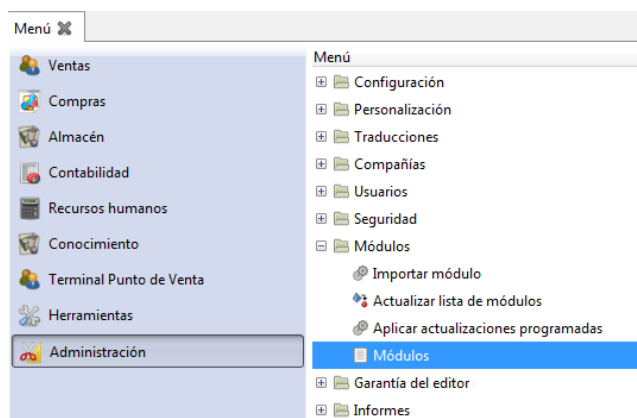 Menú
Ventas
Compras
Almacén
Contabilidad
Recursos humanos
Conocimiento
Terminal Punto de Venta
Herramientas
Administración
Menú
Configuración
Personalización
Traducciones
Compañías
Usuarios
Seguridad
Módulos
Importar módulo
Actualizar lista de módulos
Aplicar actualizaciones programadas
Módulos
Garantía del editor
Informes